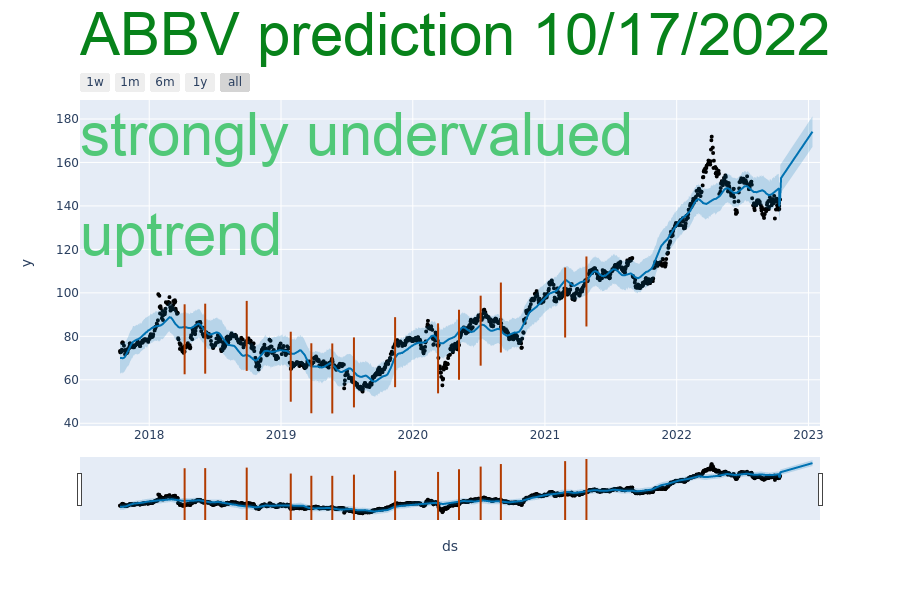 ABBV prediction 10/17/2022
1w 1m 6m 1y all
180
strongly undervalued
160
140
uptrend
120
y
100
80
60
40
2018 2019 2020 2021 2022 2023
ds